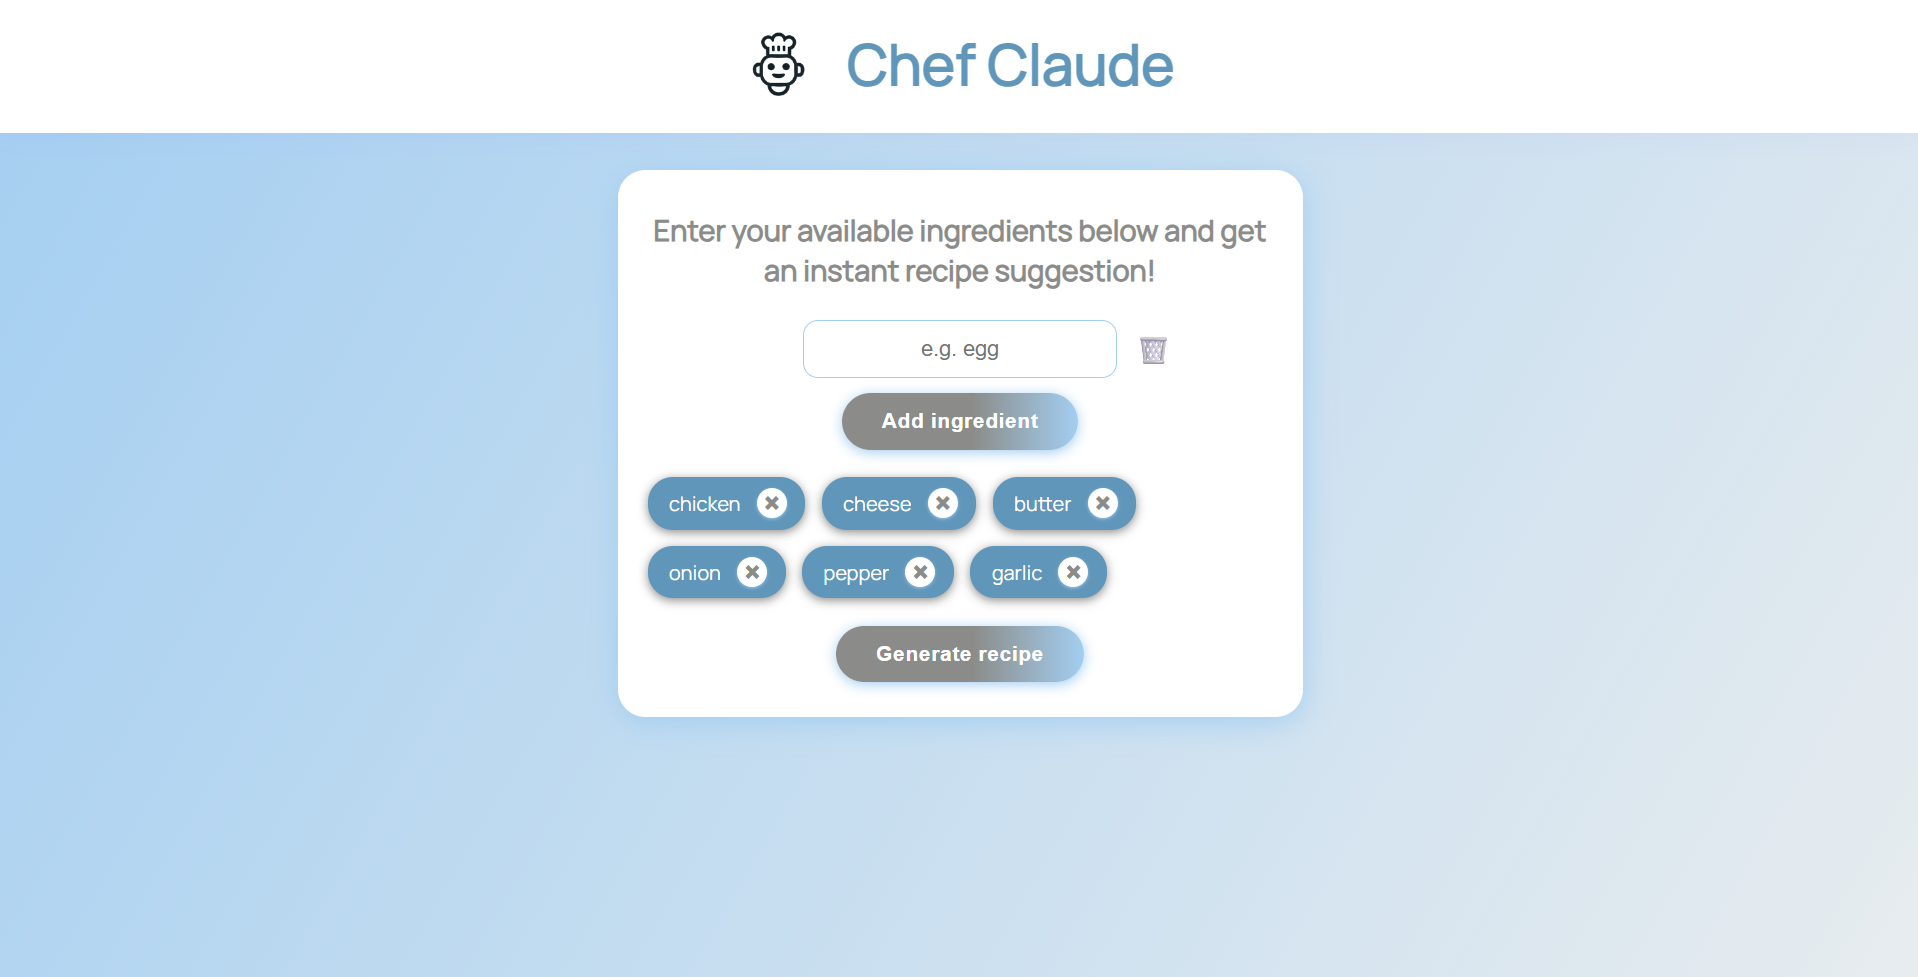 Chef Claude
Enter your available ingredients below and get
an instant recipe suggestion!
e.g. egg
Add ingredient
chicken cheese butter
onion pepper garlic
Generate recipe